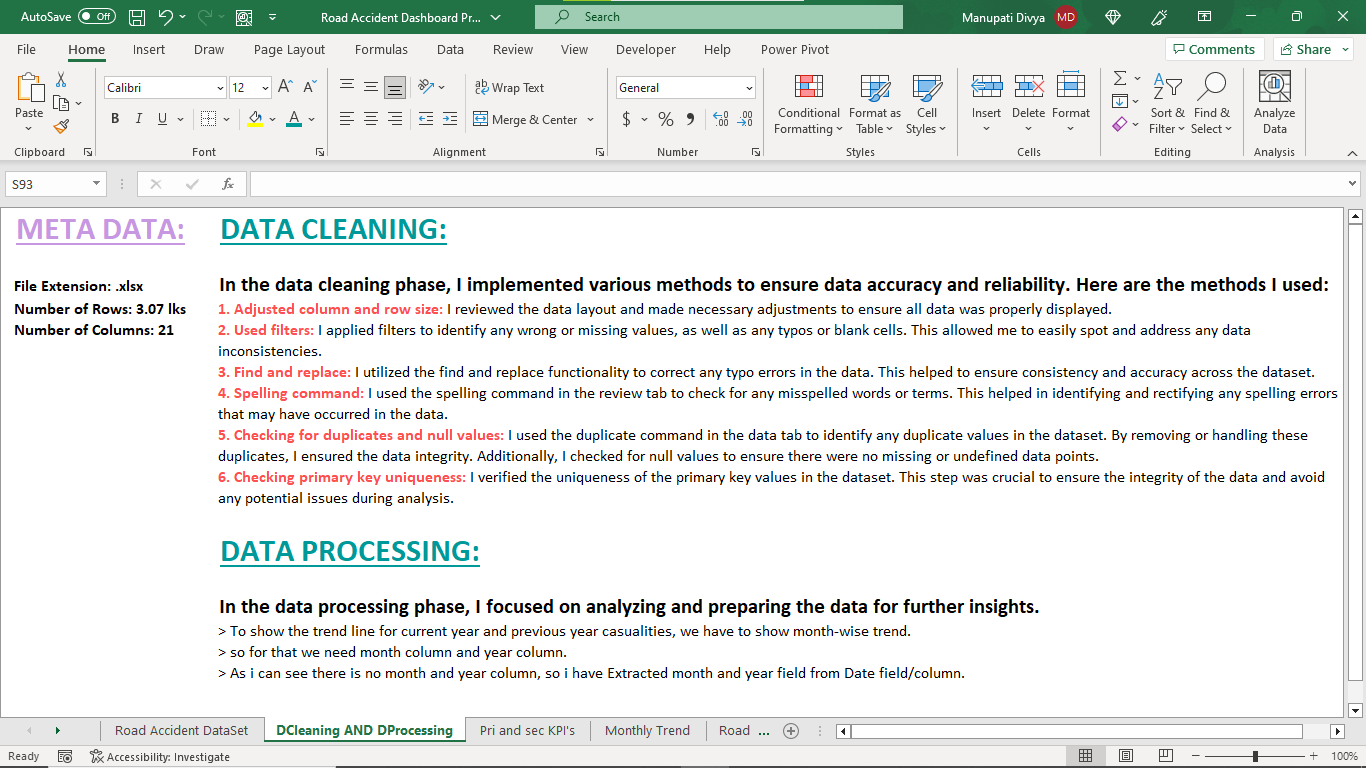 AutoSave Off Road Accident Dashboard Pr... Search Manupati Divya MD
File Home Insert Draw Page Layout Formulas Data Review View Developer Help Power Pivot Comments Share
Paste
Clipboard
Calibri 12
B I U A
Font
Wrap Text
Merge & Center
Alignment
General
$ % 9
Number
Conditional Formatting
Format as Table
Cell Styles
Styles
Insert Delete Format
Cells
Sort & Filter
Find & Select
Editing
Analyze Data
Analysis
S93 fx
META DATA: DATA CLEANING:
File Extension: .xlsx
Number of Rows: 3.07 lks
Number of Columns: 21
In the data cleaning phase, I implemented various methods to ensure data accuracy and reliability. Here are the methods I used:
1. Adjusted column and row size: I reviewed the data layout and made necessary adjustments to ensure all data was properly displayed.
2. Used filters: I applied filters to identify any wrong or missing values, as well as any typos or blank cells. This allowed me to easily spot and address any data
inconsistencies.
3. Find and replace: I utilized the find and replace functionality to correct any typo errors in the data. This helped to ensure consistency and accuracy across the dataset.
4. Spelling command: I used the spelling command in the review tab to check for any misspelled words or terms. This helped in identifying and rectifying any spelling errors
that may have occurred in the data.
5. Checking for duplicates and null values: I used the duplicate command in the data tab to identify any duplicate values in the dataset. By removing or handling these
duplicates, I ensured the data integrity. Additionally, I checked for null values to ensure there were no missing or undefined data points.
6. Checking primary key uniqueness: I verified the uniqueness of the primary key values in the dataset. This step was crucial to ensure the integrity of the data and avoid
any potential issues during analysis.
DATA PROCESSING:
In the data processing phase, I focused on analyzing and preparing the data for further insights.
> To show the trend line for current year and previous year casualities, we have to show month-wise trend.
> so for that we need month column and year column.
> As i can see there is no month and year column, so i have Extracted month and year field from Date field/column.
Road Accident DataSet DCleaning AND DProcessing Pri and sec KPI's Monthly Trend Road ...
Ready Accessibility: Investigate 100%